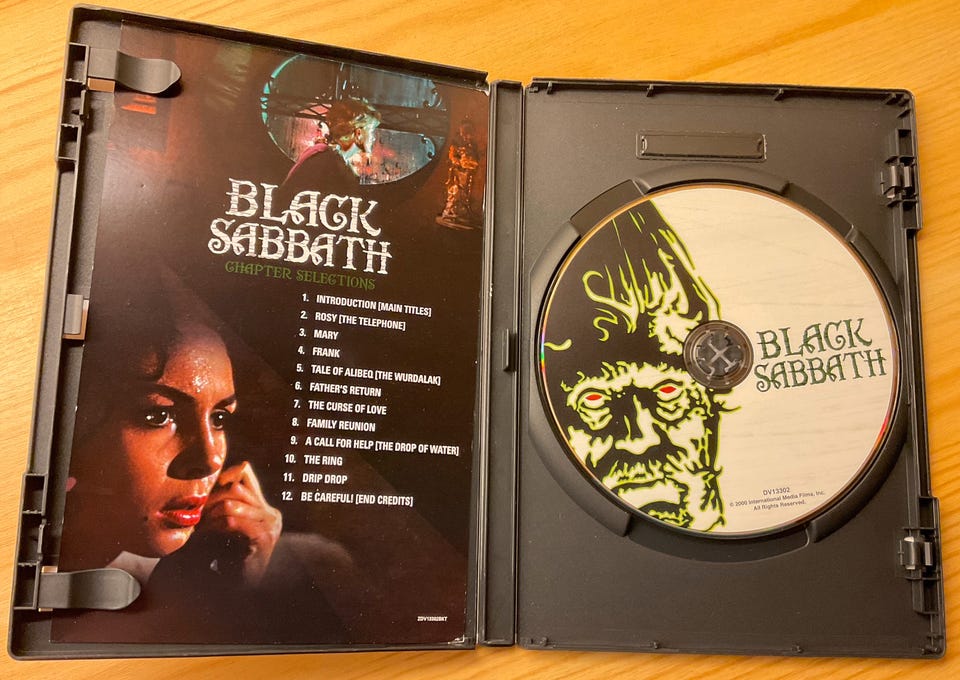 BLACK
SABBATH
CHAPTER SELECTIONS
1. INTRODUCTION [MAIN TITLES]
2. ROSY [THE TELEPHONE]
3. MARY
4. FRANK
5. TALE OF ALIBEQ [THE WURDALAK]
6. FATHER'S RETURN
7. THE CURSE OF LOVE
8. FAMILY REUNION
9. A CALL FOR HELP [THE DROP OF WATER]
10. THE RING
11. DRIP DROP
12. BE CAREFUL! [END CREDITS]
ZDV13302BKT
BLACK
SABBATH
DV13302
© 2000 International Media Films, Inc.
All Rights Reserved.